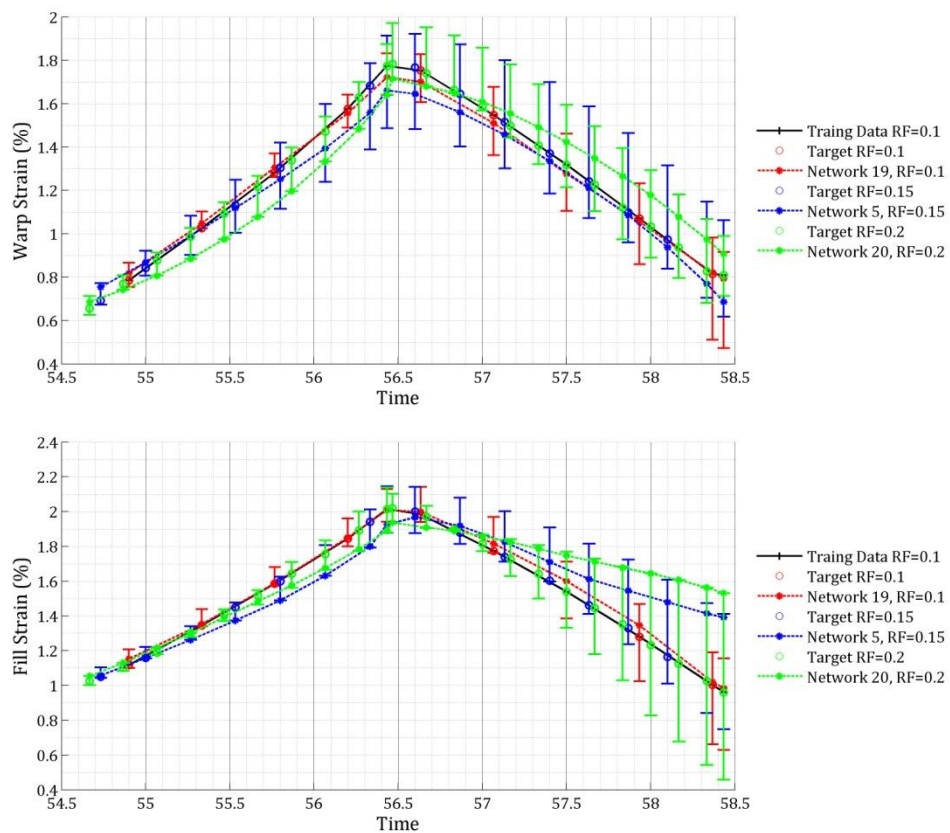 2
1.8
1.6
1.4
1.2
1
0.8
0.6
0.4
Warp Strain (%)
54.5 55 55.5 56 56.5 57 57.5 58 58.5
Time
Traing Data RF=0.1
Target RF=0.1
Network 19, RF=0.1
Target RF=0.15
Network 5, RF=0.15
Target RF=0.2
Network 20, RF=0.2
2.4
2.2
2
1.8
1.6
1.4
1.2
1
0.8
0.6
0.4
Fill Strain (%)
54.5 55 55.5 56 56.5 57 57.5 58 58.5
Time
Traing Data RF=0.1
Target RF=0.1
Network 19, RF=0.1
Target RF=0.15
Network 5, RF=0.15
Target RF=0.2
Network 20, RF=0.2